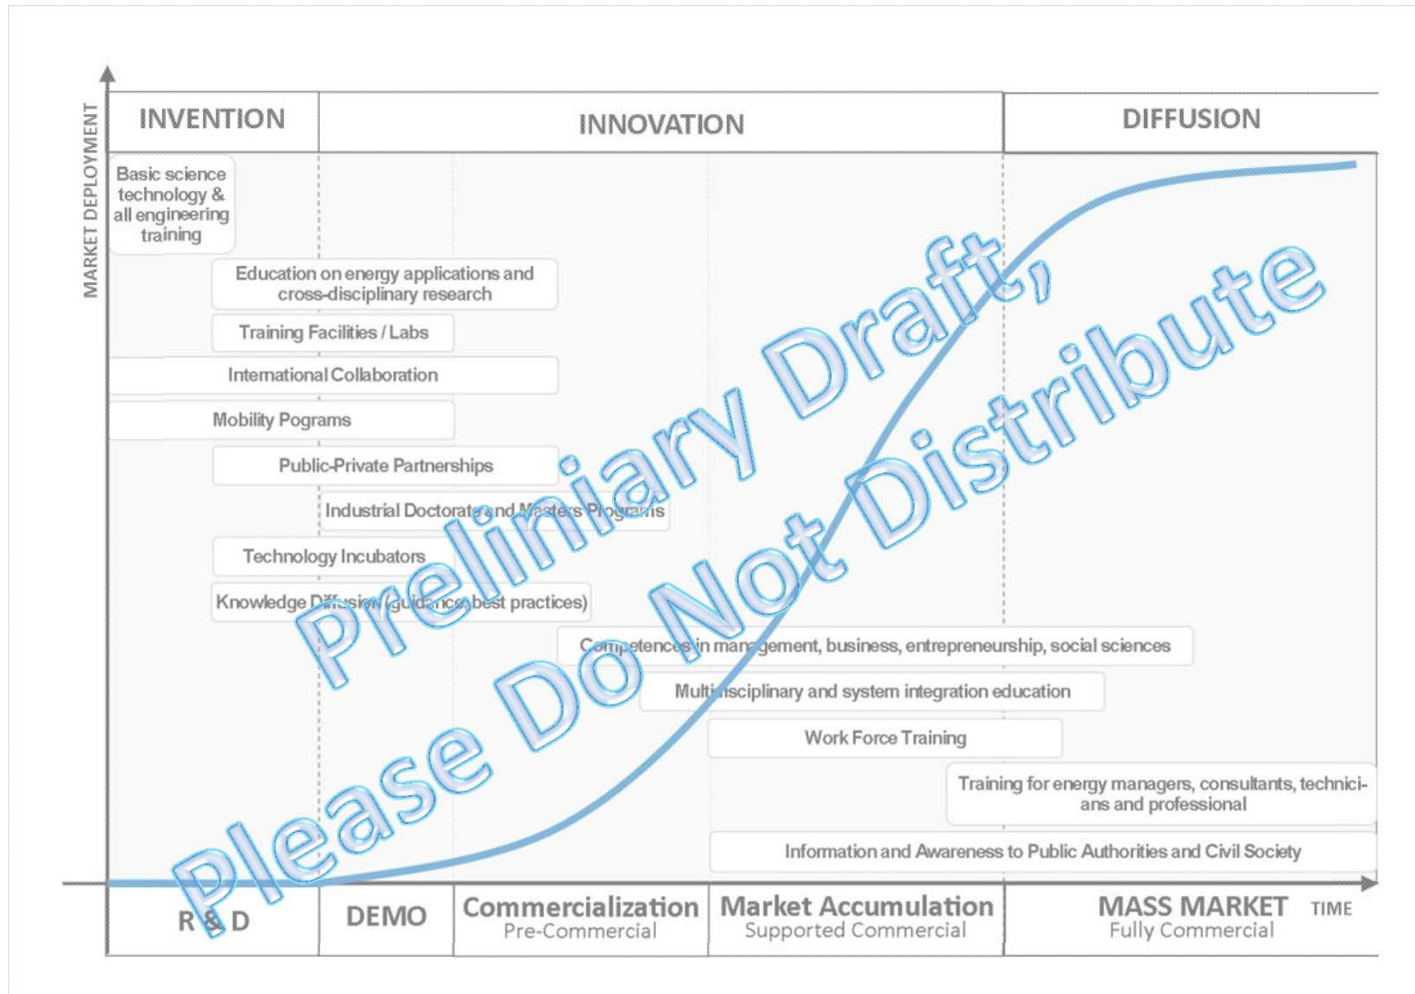 MARKET DEPLOYMENT
INVENTION
INNOVATION
DIFFUSION
Basic science
technology &
all engineering
training
Education on energy applications and
cross-disciplinary research
Training Facilities / Labs
International Collaboration
Mobility Pograms
Public-Private Partnerships
Industrial Doctorate and Masters Programs
Technology Incubators
Knowledge Diffusion (guidance, best practices)
Competences in management, business, entrepreneurship, social sciences
Multidisciplinary and system integration education
Work Force Training
Training for energy managers, consultants, technici-
ans and professional
Information and Awareness to Public Authorities and Civil Society
Preliniary Draft,
Please Do Not Distribute
R & D
DEMO
Commercialization
Pre-Commercial
Market Accumulation
Supported Commercial
MASS MARKET
Fully Commercial
TIME